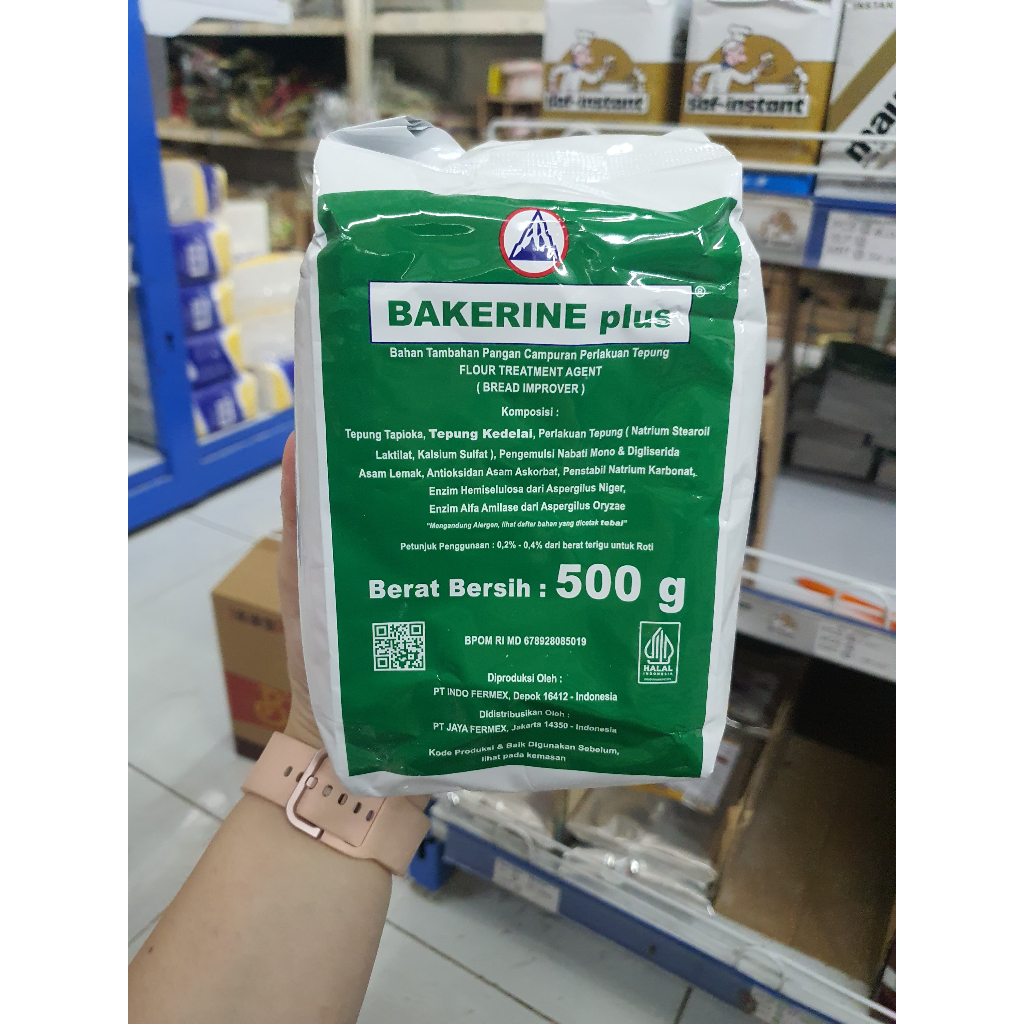 saf-instant
saf-instant
BAKERINE plus ®
Bahan Tambahan Pangan Campuran Perlakuan Tepung
FLOUR TREATMENT AGENT
( BREAD IMPROVER )
Komposisi :
Tepung Tapioka, Tepung Kedelai, Perlakuan Tepung ( Natrium Stearoil
Laktilat, Kalsium Sulfat ), Pengemulsi Nabati Mono & Digliserida
Asam Lemak, Antioksidan Asam Askorbat, Penstabil Natrium Karbonat,
Enzim Hemiselulosa dari Aspergilus Niger,
Enzim Alfa Amilase dari Aspergilus Oryzae
"Mengandung Alergen, lihat daftar bahan yang dicetak tebal"
Petunjuk Penggunaan : 0,2% - 0,4% dari berat terigu untuk Roti
Berat Bersih : 500 g
BPOM RI MD 678928085019
HALAL
INDONESIA
Diproduksi Oleh :
PT INDO FERMEX, Depok 16412 - Indonesia
Didistribusikan Oleh :
PT JAYA FERMEX, Jakarta 14350 - Indonesia
Kode Produksi & Baik Digunakan Sebelum,
lihat pada kemasan